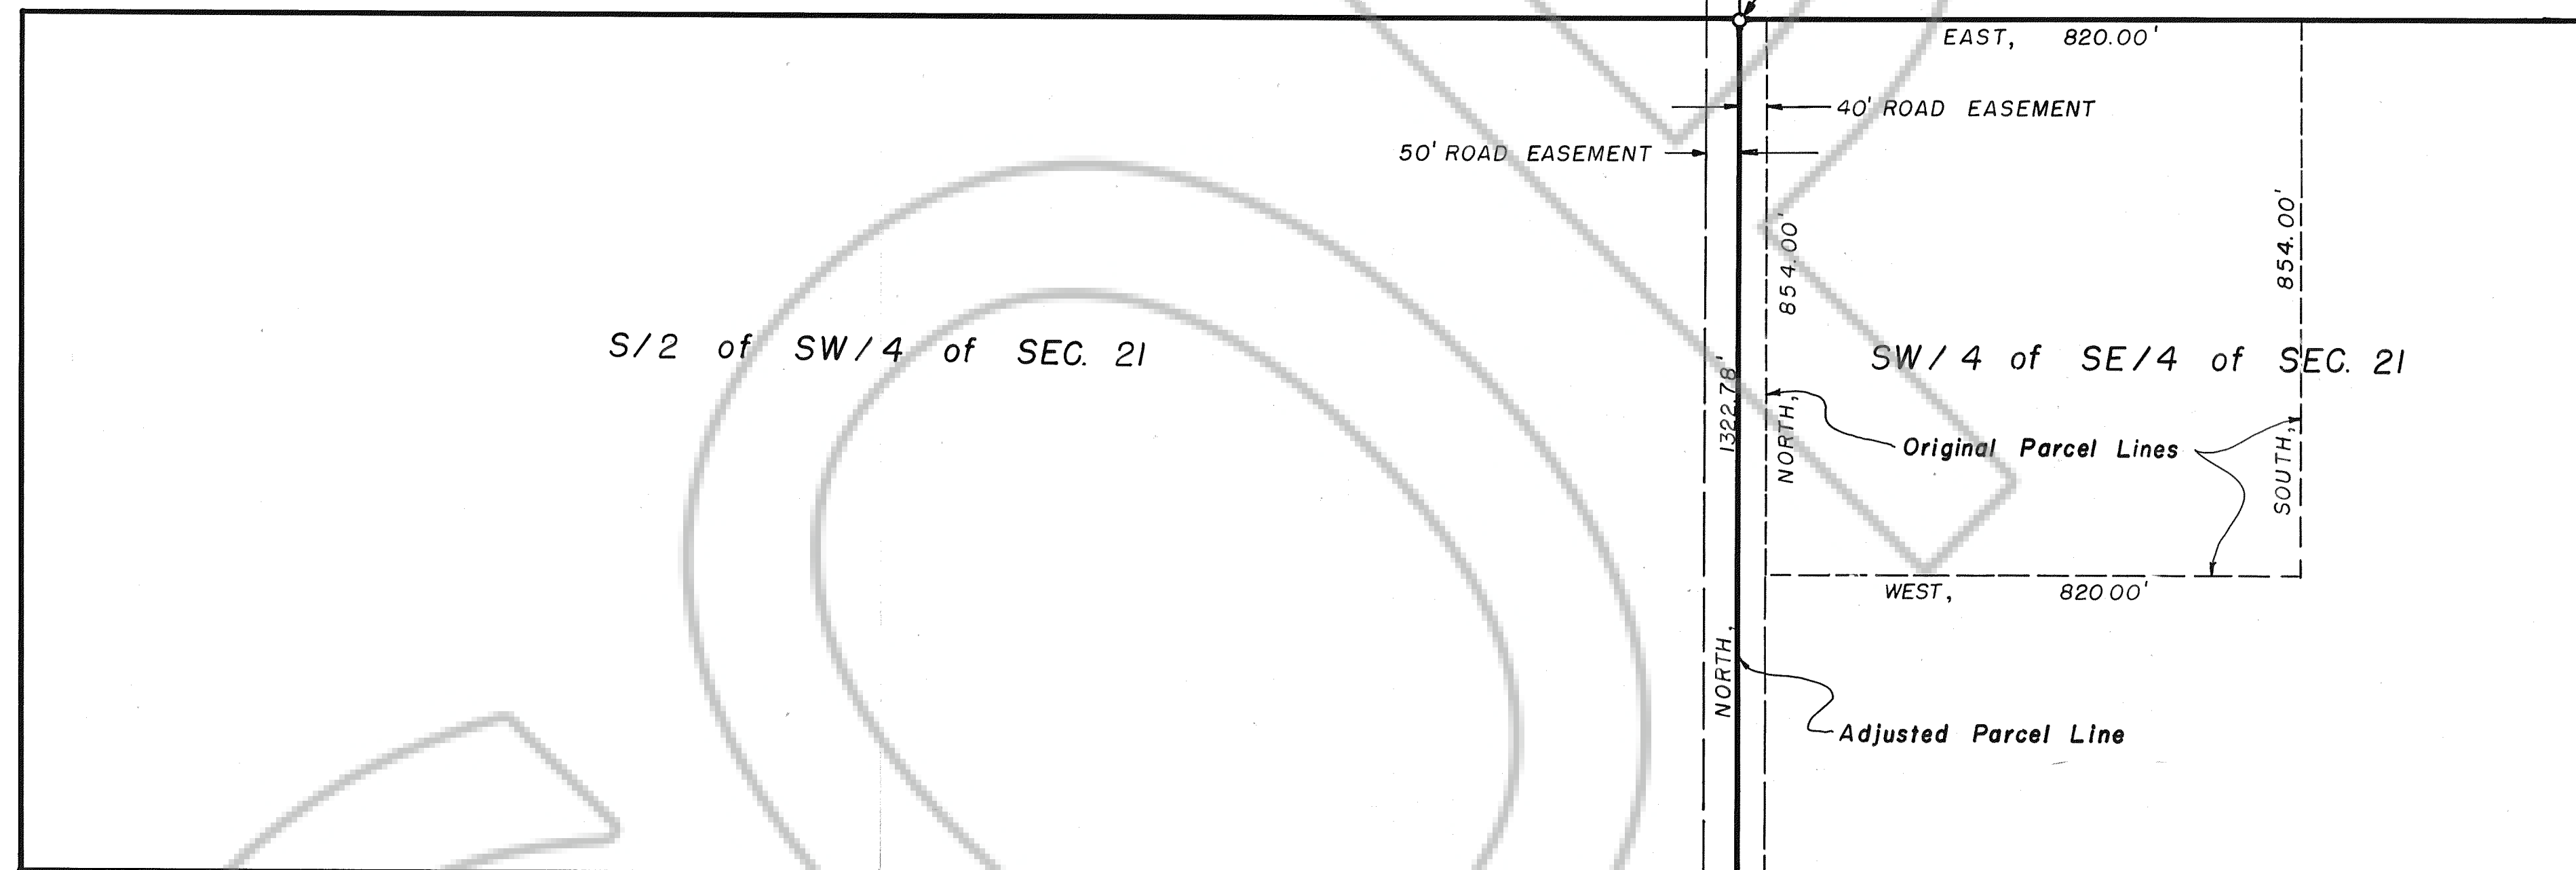 EAST, 820.00'
40' ROAD EASEMENT
50' ROAD EASEMENT
854.00'
NORTH,
854.00'
SOUTH,
1322.78'
NORTH,
S/2 of SW/4 of SEC. 21
SW/4 of SE/4 of SEC. 21
Original Parcel Lines
WEST, 820 00'
Adjusted Parcel Line